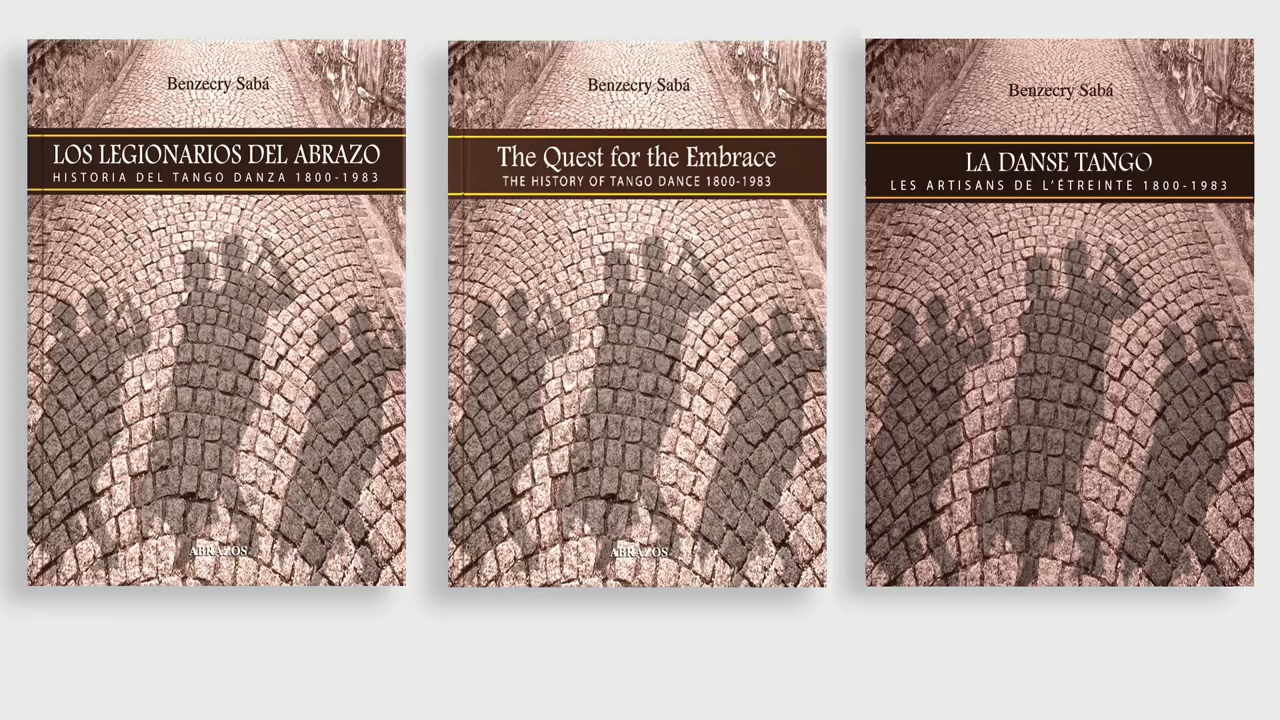 Benzecry Sabá
LOS LEGIONARIOS DEL ABRAZO
HISTORIA DEL TANGO DANZA 1800-1983
ABRAZOS
Benzecry Sabá
The Quest for the Embrace
THE HISTORY OF TANGO DANCE 1800-1983
ABRAZOS
Benzecry Sabá
LA DANSE TANGO
LES ARTISANS DE L'ÉTREINTE 1800-1983